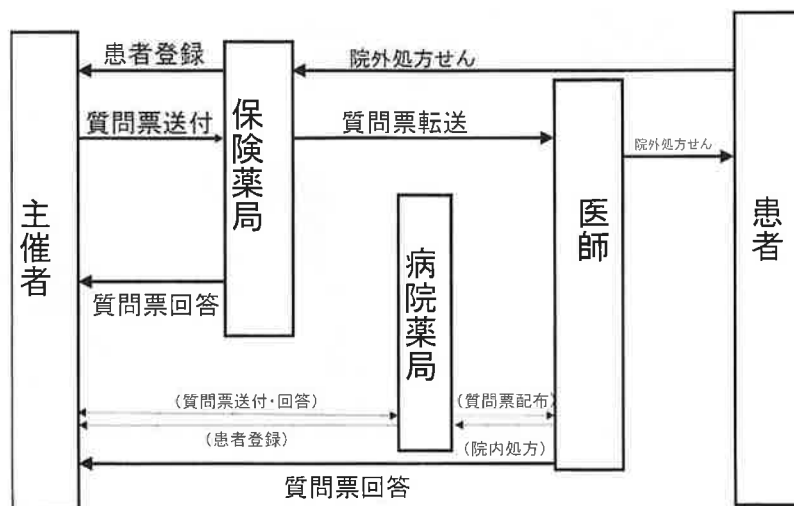 患者登録
院外処方せん
質問票送付
質問票転送
院外処方せん
保険薬局
主催者
医師
患者
病院薬局
質問票回答
(質問票送付・回答)
(質問票配布)
(患者登録)
(院内処方)
質問票回答